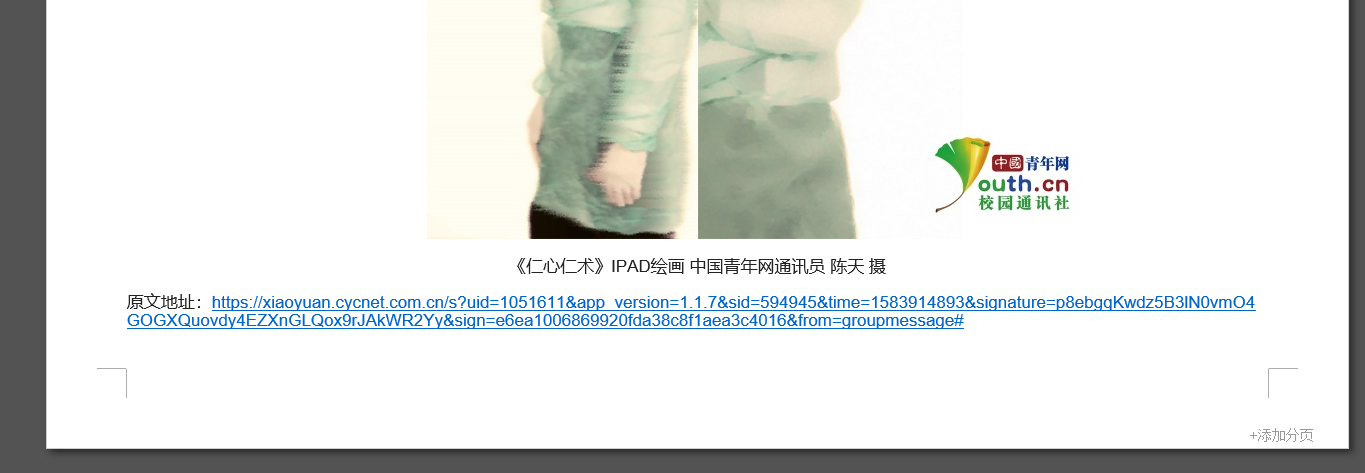 中國青年网
outh.cn
校园通讯社
《仁心仁术》IPAD绘画 中国青年网通讯员 陈天 摄
原文地址：https://xiaoyuan.cycnet.com.cn/s?uid=1051611&app_version=1.1.7&sid=594945&time=1583914893&signature=p8ebgqKwdz5B3lN0vmO4
GOGXQuovdy4EZXnGLQox9rJAkWR2Yy&sign=e6ea1006869920fda38c8f1aea3c4016&from=groupmessage#
+添加分页